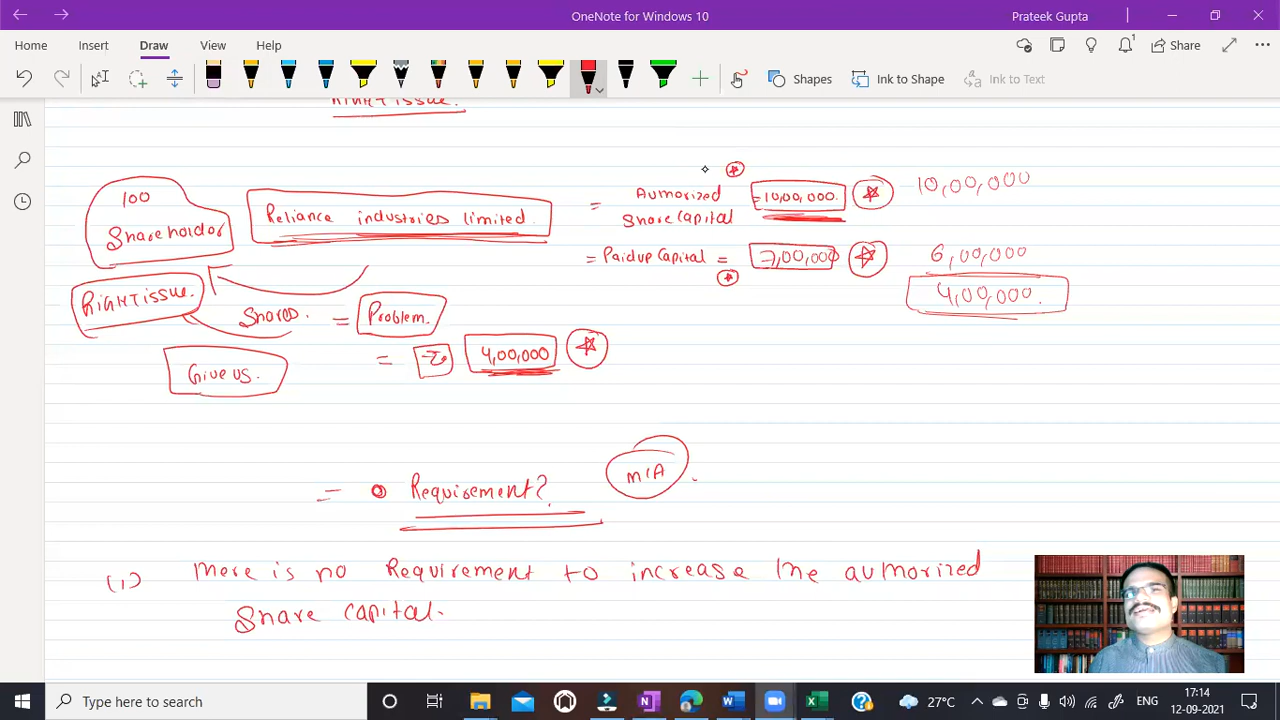 OneNote for Windows 10
Prateek Gupta
Home Insert Draw View Help
Share
Shapes
Ink to Shape
Ink to Text
Right issue.
100
Shareholdor
Reliance industries limited.
= Authorized
Share Capital
=10,00,000.
10,00,000
= Paidup Capital =
7,00,000
6,00,000
4,00,000.
Right issue.
Shares.
= Problem.
= 4,00,000
Give us.
= Requirement?
M/A
(1) There is no Requirement to increase the authorized
Share capital.
Type here to search
27°C
ENG
17:14
12-09-2021